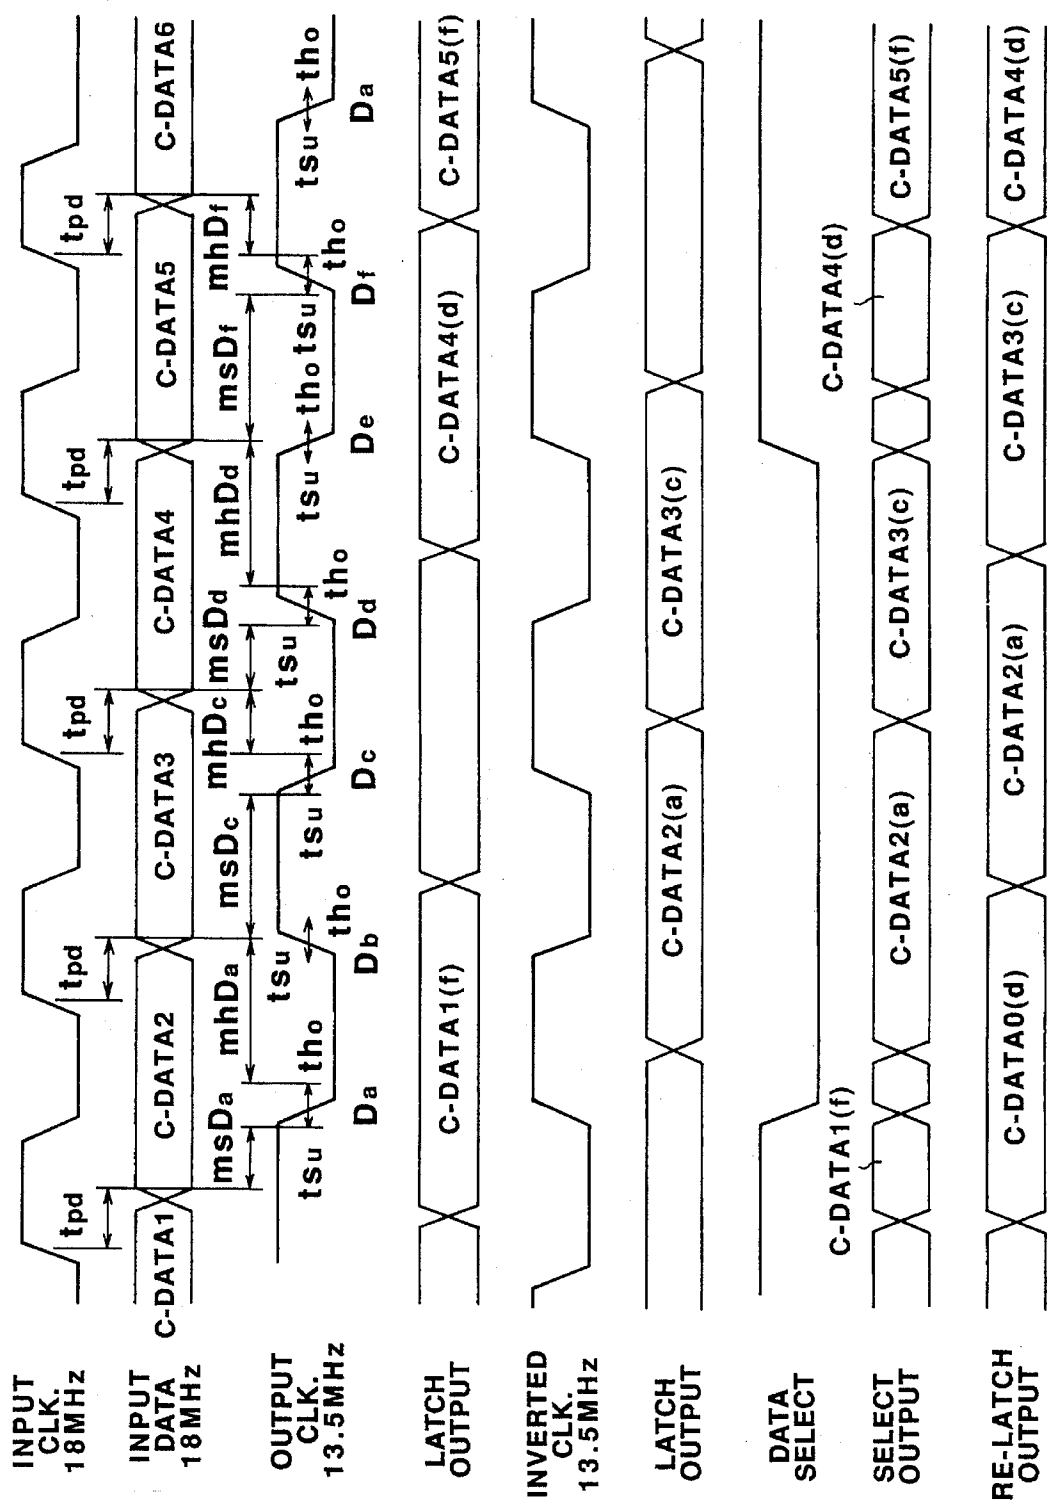 INPUT
CLK.
18MHz
INPUT
DATA
18MHz
tpd
tpd
tpd
tpd
tpd
C-DATA1
C-DATA2
C-DATA3
C-DATA4
C-DATA5
C-DATA6
msDa
mhDa
msDc
mhDc
msDd
mhDd
msDf
mhDf
OUTPUT
CLK.
13.5MHz
tsu
tho
tsu
tho
tsu
tho
tsu
tho
tsu
tho
tsu
tho
tsu
tho
Da
Db
Dc
Dd
De
Df
Da
LATCH
OUTPUT
C-DATA1(f)
C-DATA4(d)
C-DATA5(f)
INVERTED
CLK.
13.5MHz
LATCH
OUTPUT
C-DATA2(a)
C-DATA3(c)
DATA
SELECT
C-DATA1(f)
C-DATA4(d)
SELECT
OUTPUT
C-DATA2(a)
C-DATA3(c)
C-DATA5(f)
RE-LATCH
OUTPUT
C-DATA0(d)
C-DATA2(a)
C-DATA3(c)
C-DATA4(d)